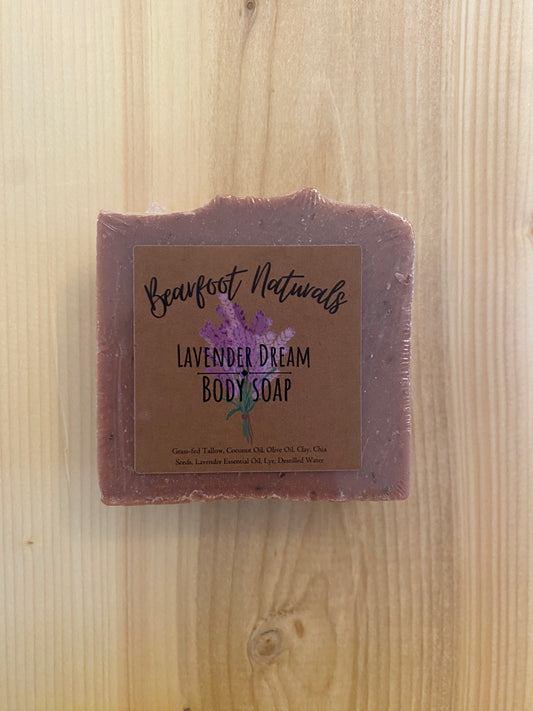 Bearfoot Naturals
LAVENDER DREAM
BODY SOAP
Grass-fed Tallow, Coconut Oil, Olive Oil, Clay, Chia
Seeds, Lavender Essential Oil, Lye, Destilled Water